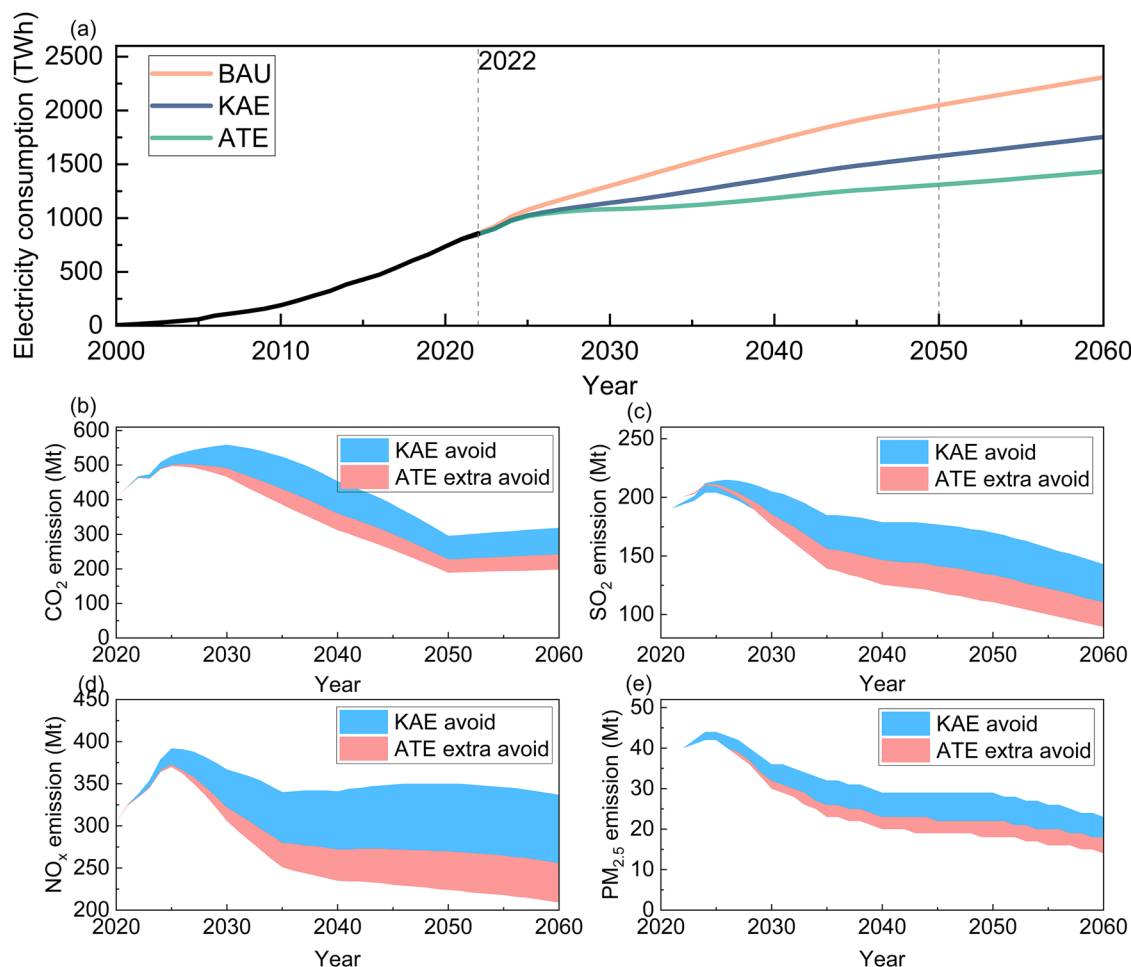 (a)
Electricity consumption (TWh)
2500
2000
1500
1000
500
0
BAU
KAE
ATE
2022
2000 2010 2020 2030 2040 2050 2060
Year
(b)
CO2 emission (Mt)
600
500
400
300
200
100
0
KAE avoid
ATE extra avoid
2020 2030 2040 2050 2060
Year
(c)
SO2 emission (Mt)
250
200
150
100
KAE avoid
ATE extra avoid
2020 2030 2040 2050 2060
Year
(d)
NOx emission (Mt)
450
400
350
300
250
200
KAE avoid
ATE extra avoid
2020 2030 2040 2050 2060
Year
(e)
PM2.5 emission (Mt)
50
40
30
20
10
0
KAE avoid
ATE extra avoid
2020 2030 2040 2050 2060
Year